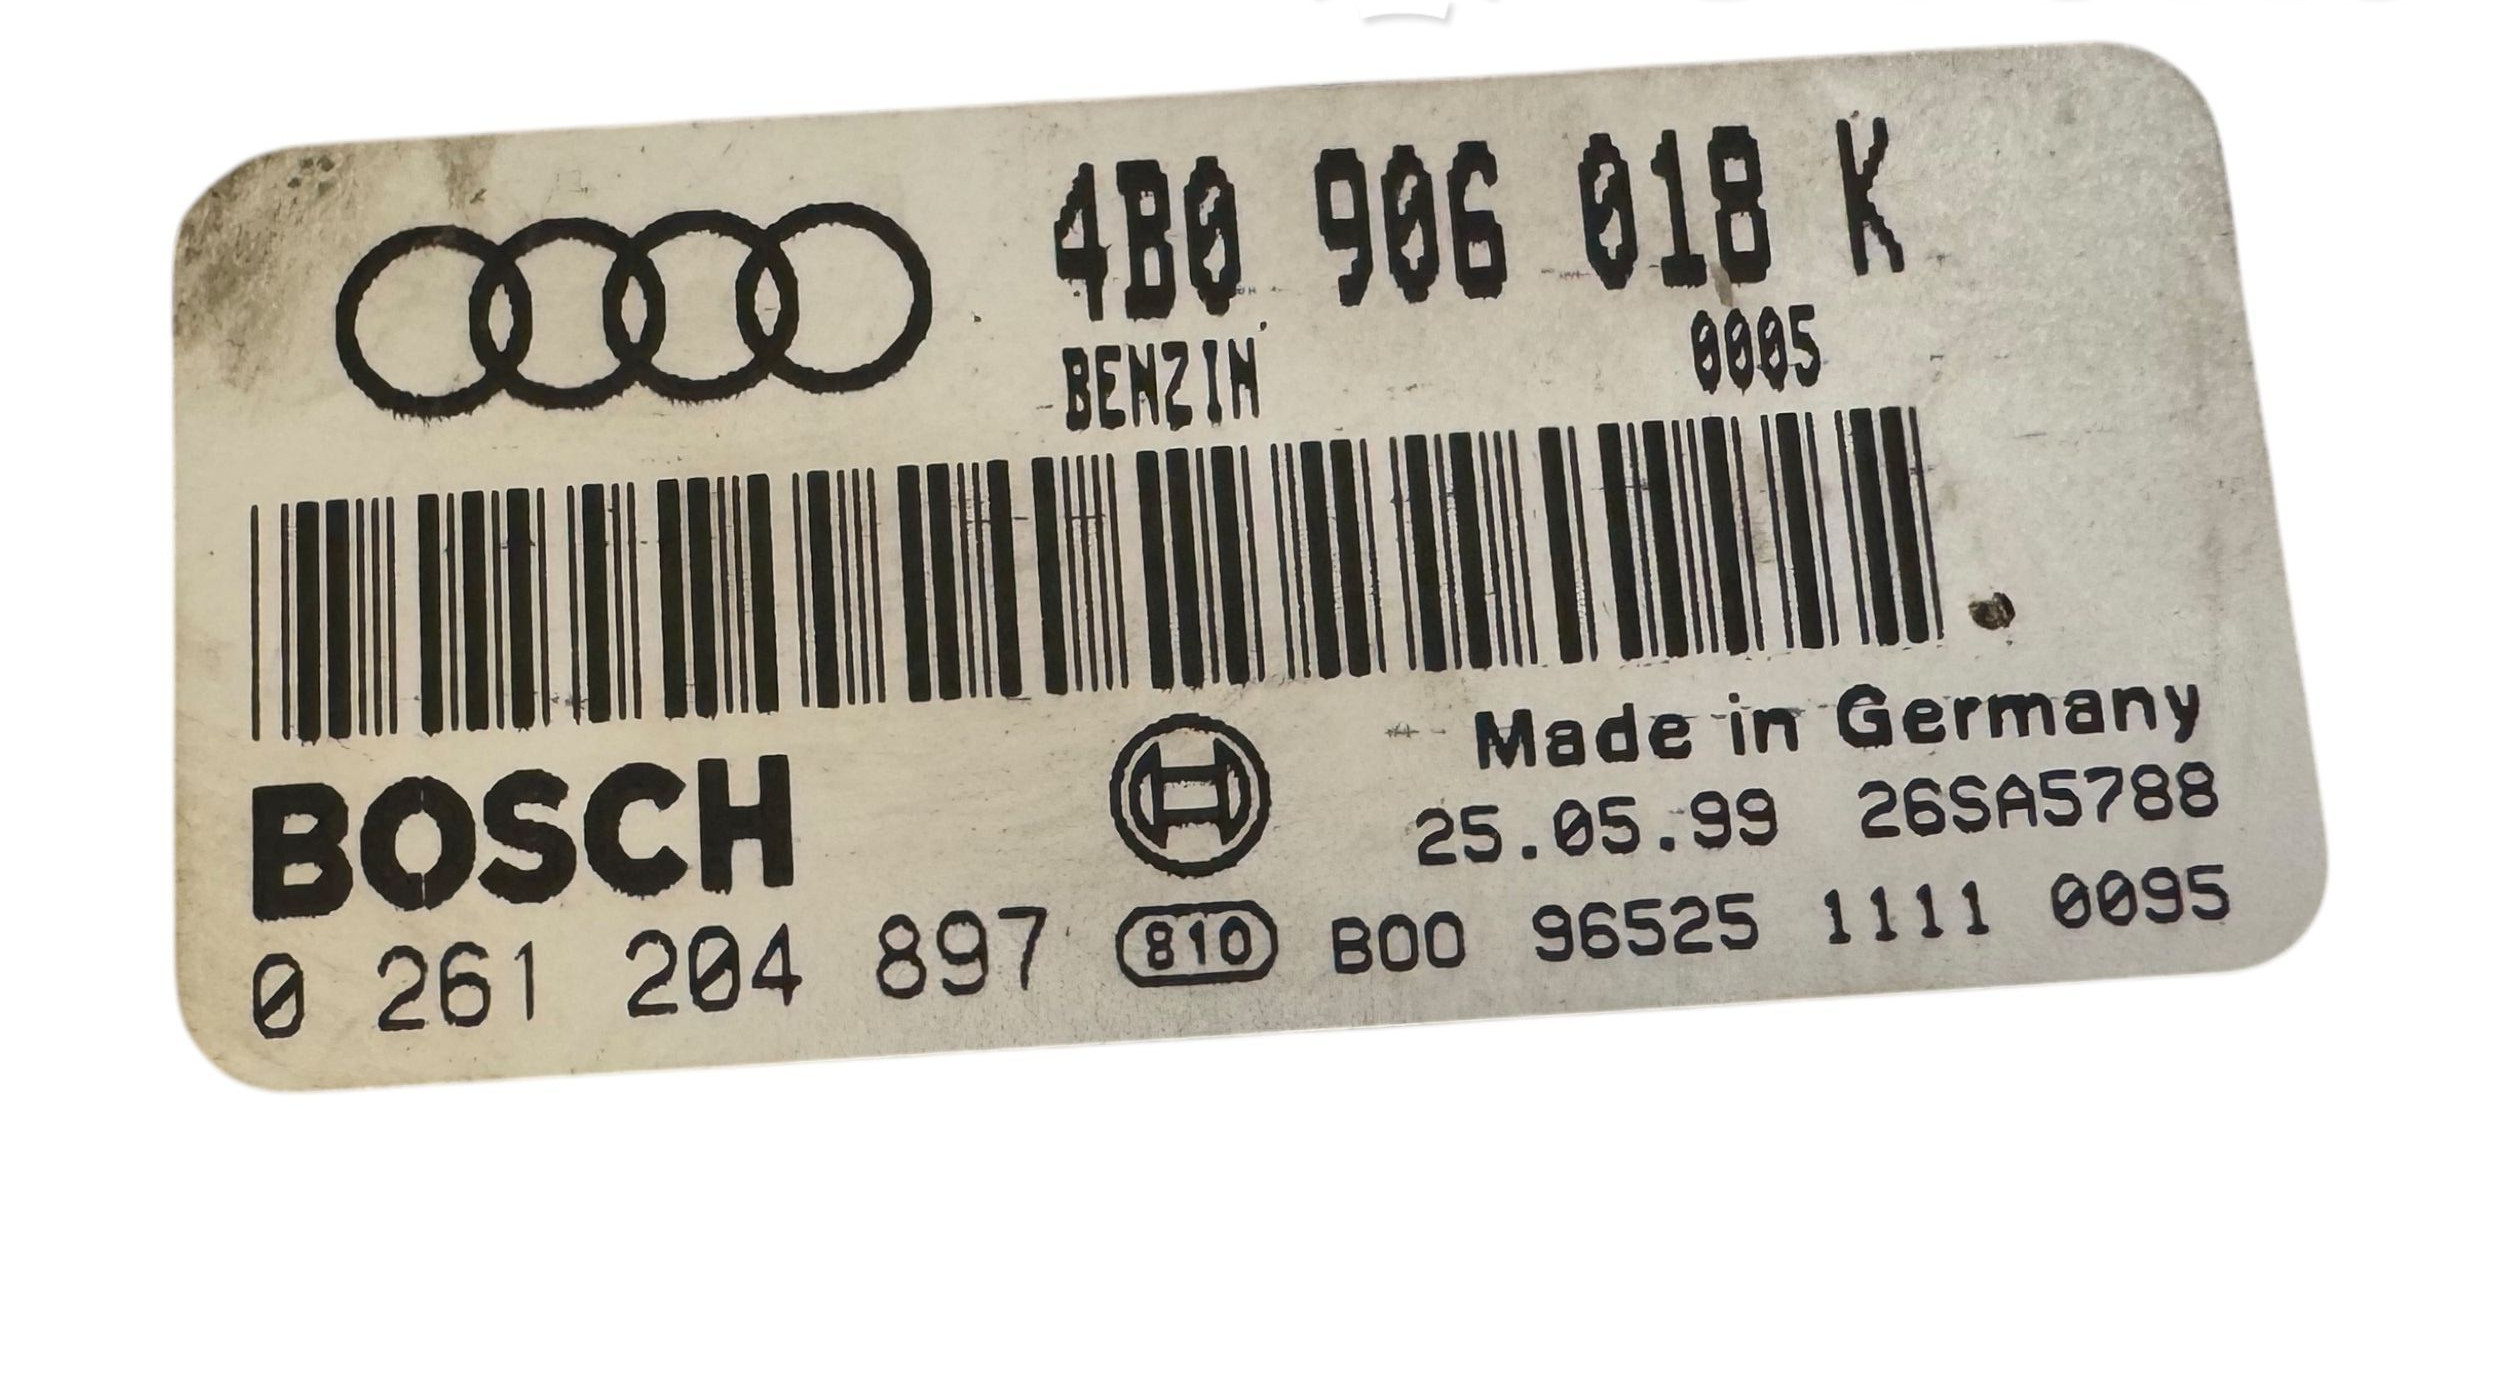 4B0 906 018 K
BENZIN 0005
Made in Germany
BOSCH 25.05.99 26SA5788
0 261 204 897 810 B00 96525 1111 0095